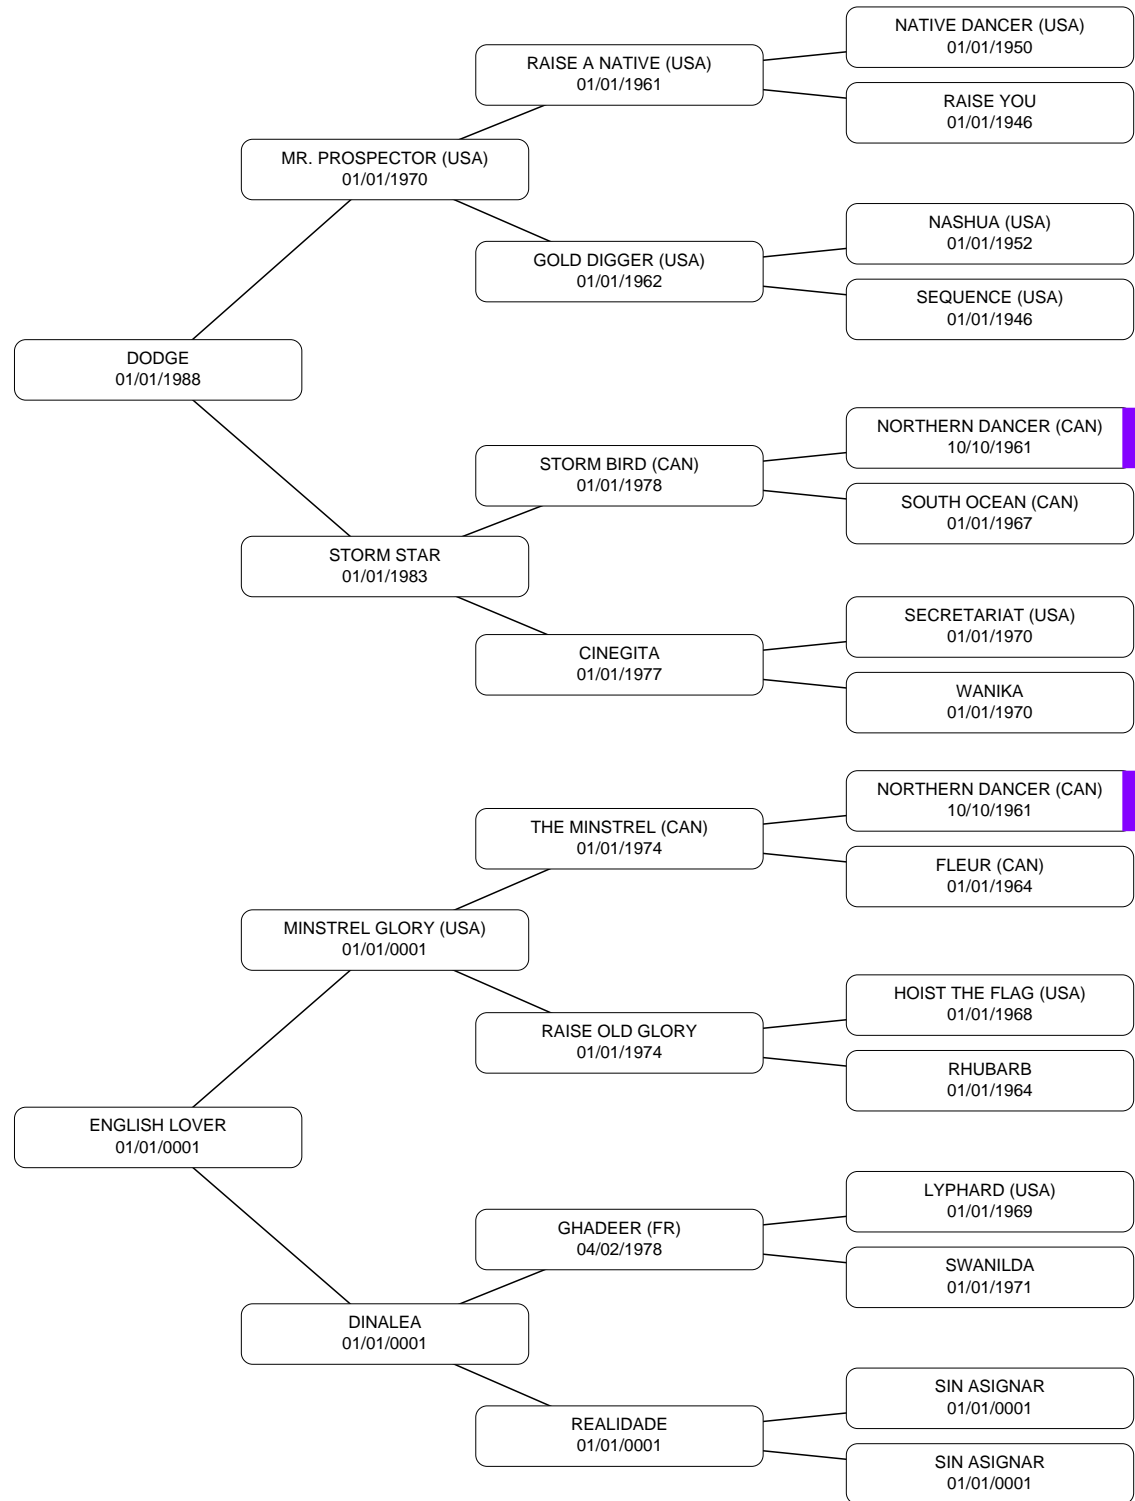 NATIVE DANCER (USA)
01/01/1950
RAISE A NATIVE (USA)
01/01/1961
RAISE YOU
01/01/1946
MR. PROSPECTOR (USA)
01/01/1970
NASHUA (USA)
01/01/1952
GOLD DIGGER (USA)
01/01/1962
SEQUENCE (USA)
01/01/1946
DODGE
01/01/1988
NORTHERN DANCER (CAN)
10/10/1961
STORM BIRD (CAN)
01/01/1978
SOUTH OCEAN (CAN)
01/01/1967
STORM STAR
01/01/1983
SECRETARIAT (USA)
01/01/1970
CINEGITA
01/01/1977
WANIKA
01/01/1970
NORTHERN DANCER (CAN)
10/10/1961
THE MINSTREL (CAN)
01/01/1974
FLEUR (CAN)
01/01/1964
MINSTREL GLORY (USA)
01/01/0001
HOIST THE FLAG (USA)
01/01/1968
RAISE OLD GLORY
01/01/1974
RHUBARB
01/01/1964
ENGLISH LOVER
01/01/0001
LYPHARD (USA)
01/01/1969
GHADEER (FR)
04/02/1978
SWANILDA
01/01/1971
DINALEA
01/01/0001
SIN ASIGNAR
01/01/0001
REALIDADE
01/01/0001
SIN ASIGNAR
01/01/0001